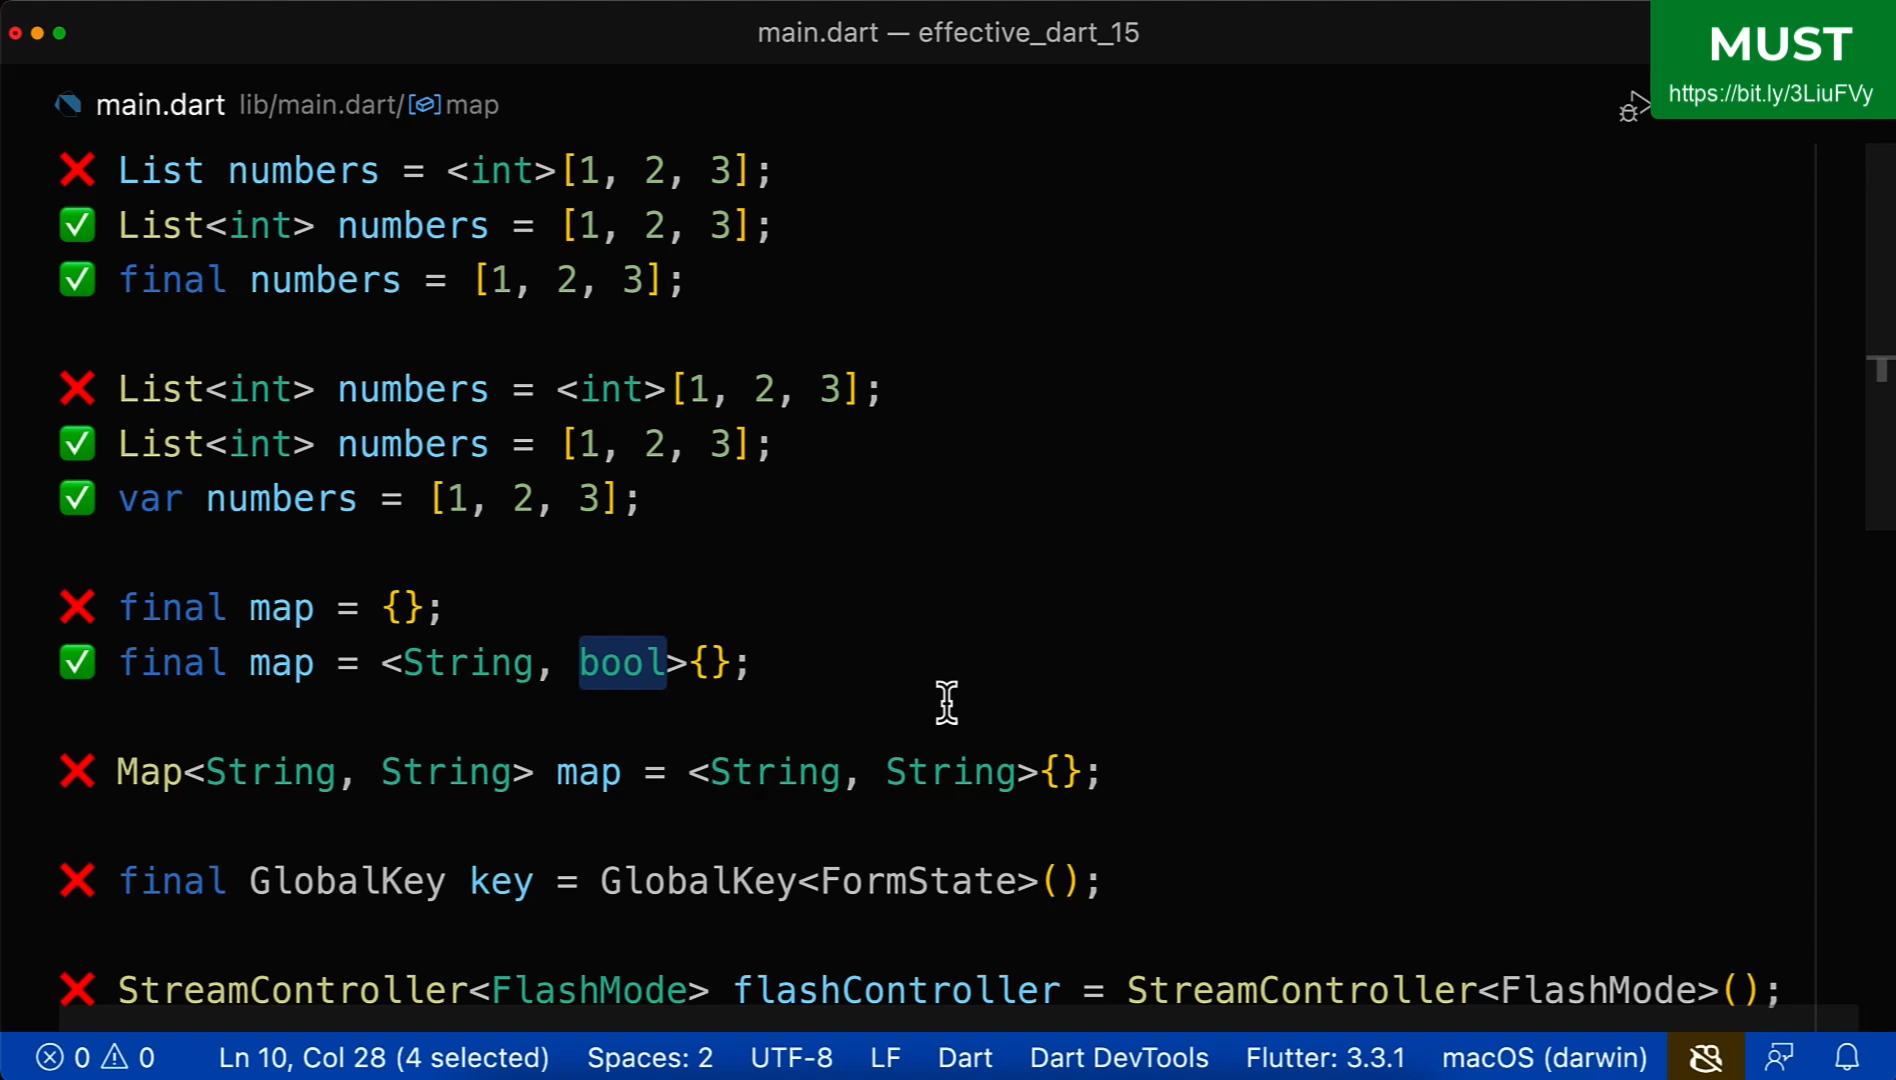 main.dart — effective_dart_15
MUST
https://bit.ly/3LiuFVy
main.dart lib/main.dart/map
❌ List numbers = <int>[1, 2, 3];
✅ List<int> numbers = [1, 2, 3];
✅ final numbers = [1, 2, 3];
❌ List<int> numbers = <int>[1, 2, 3];
✅ List<int> numbers = [1, 2, 3];
✅ var numbers = [1, 2, 3];
❌ final map = {};
✅ final map = <String, bool>{};
❌ Map<String, String> map = <String, String>{};
❌ final GlobalKey key = GlobalKey<FormState>();
❌ StreamController<FlashMode> flashController = StreamController<FlashMode>();
0 0 Ln 10, Col 28 (4 selected) Spaces: 2 UTF-8 LF Dart Dart DevTools Flutter: 3.3.1 macOS (darwin)